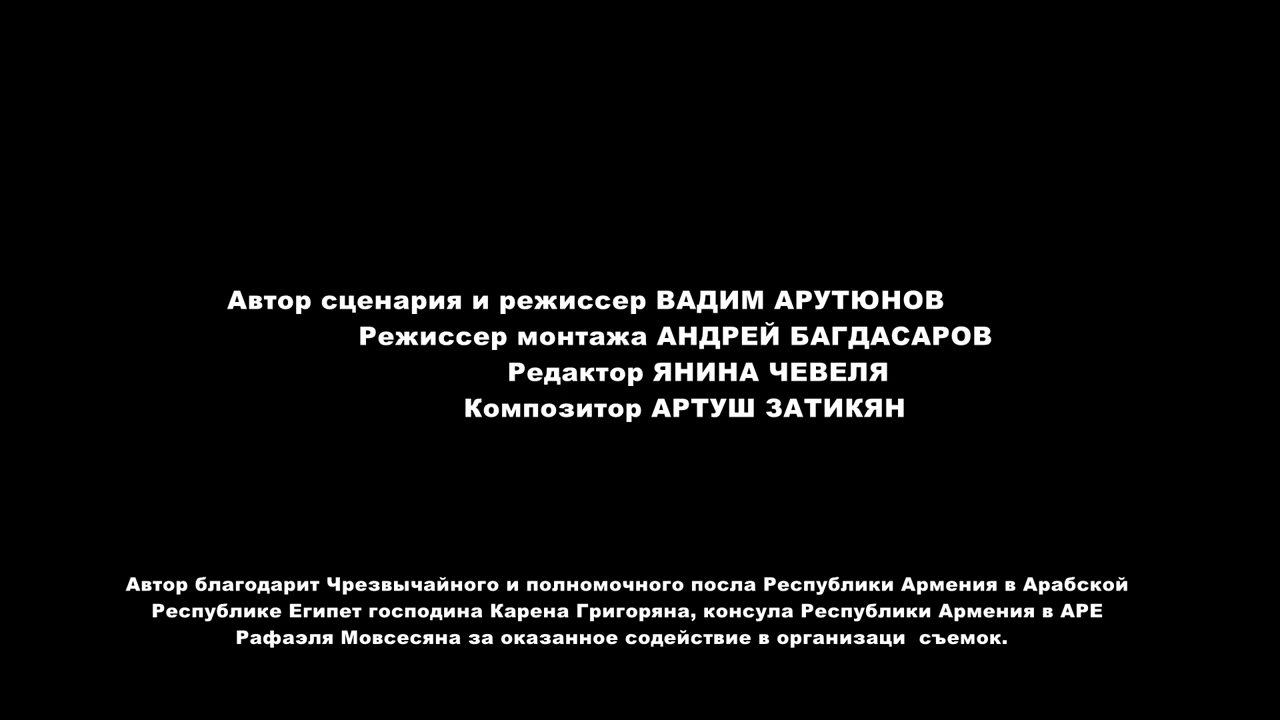 Автор сценария и режиссер ВАДИМ АРУТЮНОВ
Режиссер монтажа АНДРЕЙ БАГДАСАРОВ
Редактор ЯНИНА ЧЕВЕЛЯ
Композитор АРТУШ ЗАТИКЯН
Автор благодарит Чрезвычайного и полномочного посла Республики Армения в Арабской
Республике Египет господина Карена Григоряна, консула Республики Армения в АРЕ
Рафаэля Мовсесяна за оказанное содействие в организаци  съемок.